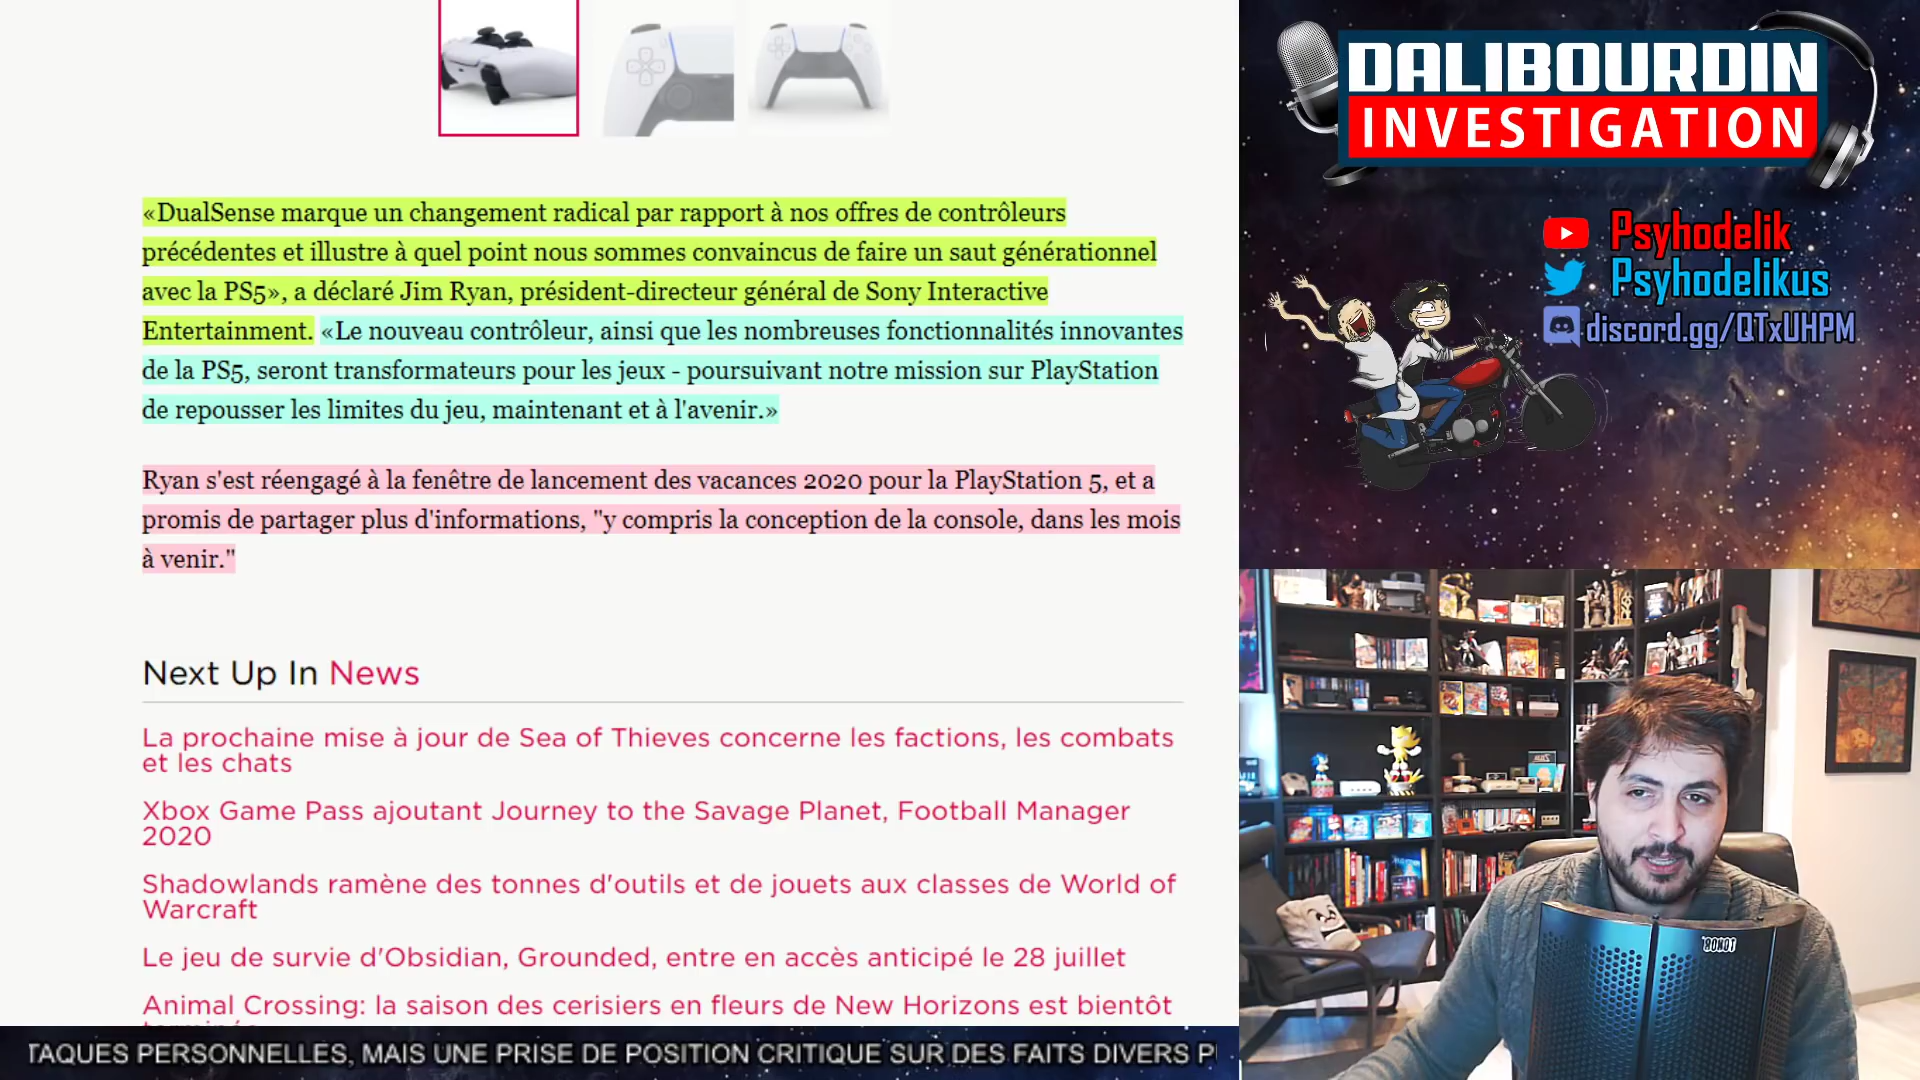 «DualSense marque un changement radical par rapport à nos offres de contrôleurs
précédentes et illustre à quel point nous sommes convaincus de faire un saut générationnel
avec la PS5», a déclaré Jim Ryan, président-directeur général de Sony Interactive
Entertainment. «Le nouveau contrôleur, ainsi que les nombreuses fonctionnalités innovantes
de la PS5, seront transformateurs pour les jeux - poursuivant notre mission sur PlayStation
de repousser les limites du jeu, maintenant et à l'avenir.»
Ryan s'est réengagé à la fenêtre de lancement des vacances 2020 pour la PlayStation 5, et a
promis de partager plus d'informations, "y compris la conception de la console, dans les mois
à venir."
Next Up In News
La prochaine mise à jour de Sea of Thieves concerne les factions, les combats
et les chats
Xbox Game Pass ajoutant Journey to the Savage Planet, Football Manager
2020
Shadowlands ramène des tonnes d'outils et de jouets aux classes de World of
Warcraft
Le jeu de survie d'Obsidian, Grounded, entre en accès anticipé le 28 juillet
Animal Crossing: la saison des cerisiers en fleurs de New Horizons est bientôt
TAQUES PERSONNELLES, MAIS UNE PRISE DE POSITION CRITIQUE SUR DES FAITS DIVERS
DALIBOURDIN
INVESTIGATION
Psyhodelik
Psyhodelikus
discord.gg/QTxUHPM